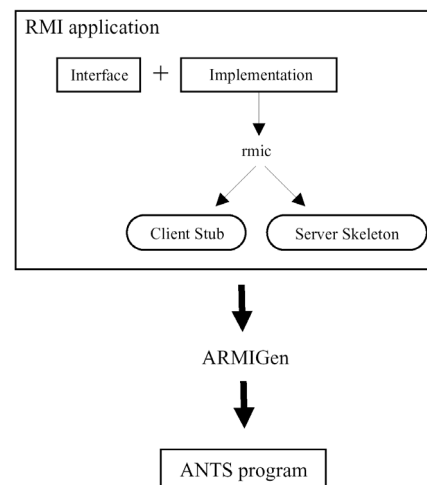 RMI application
Interface + Implementation
rmic
Client Stub Server Skeleton
ARMIGen
ANTS program